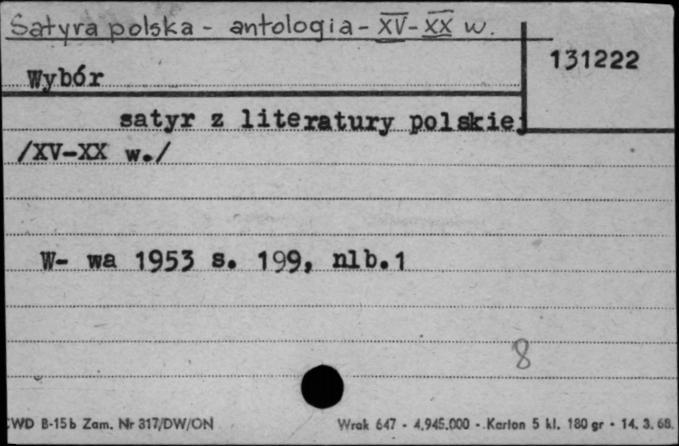 Satyra polska - antologia - XV-XX w.
131222
Wybór
satyr z literatury polskiej
/XV-XX w./
W- wa 1953 s. 199, nlb.1
8
WD B-15b Zam. Nr 317/DW/ON Wrak 647 - 4.945.000 - Karton 5 kl. 180 gr - 14. 3. 68.